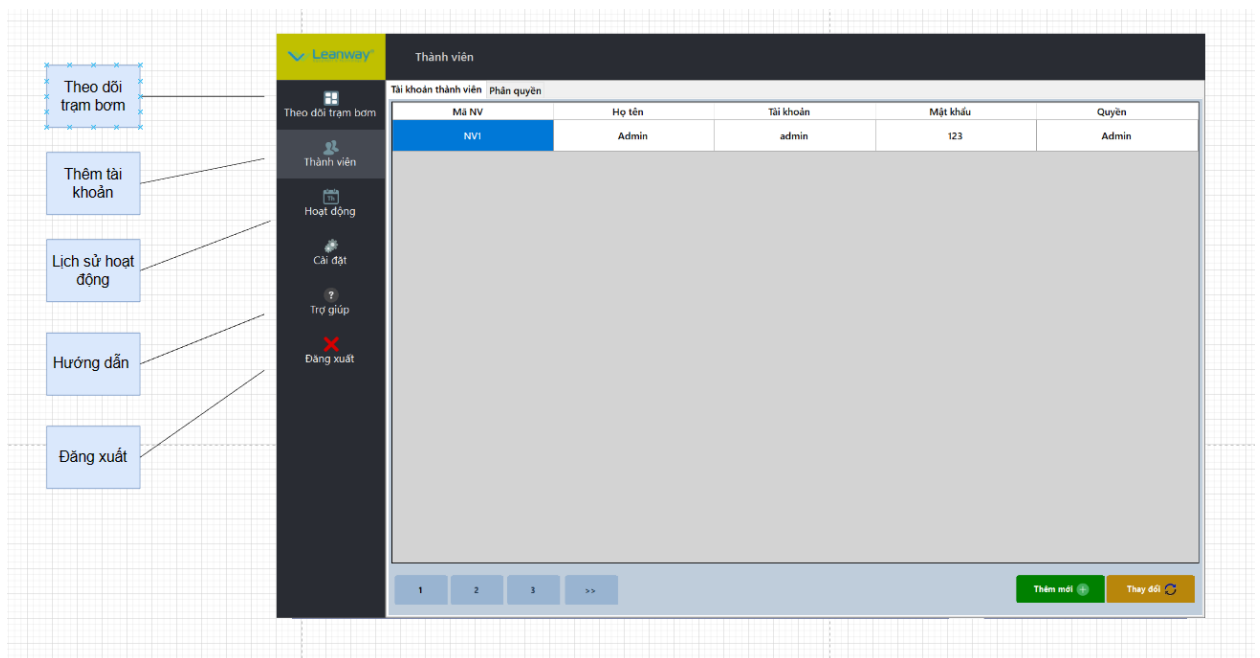 Theo dõi
trạm bơm
Thêm tài
khoản
Lịch sử hoạt
động
Hướng dẫn
Đăng xuất
Leanway®
Thành viên
Theo dõi trạm bơm
Thành viên
Th
Hoạt động
Cài đặt
?
Trợ giúp
Đăng xuất
Tài khoản thành viên Phân quyền
Mã NV Họ tên Tài khoản Mật khẩu Quyền
NV1 Admin admin 123 Admin
1 2 3 >> Thêm mới Thay đổi